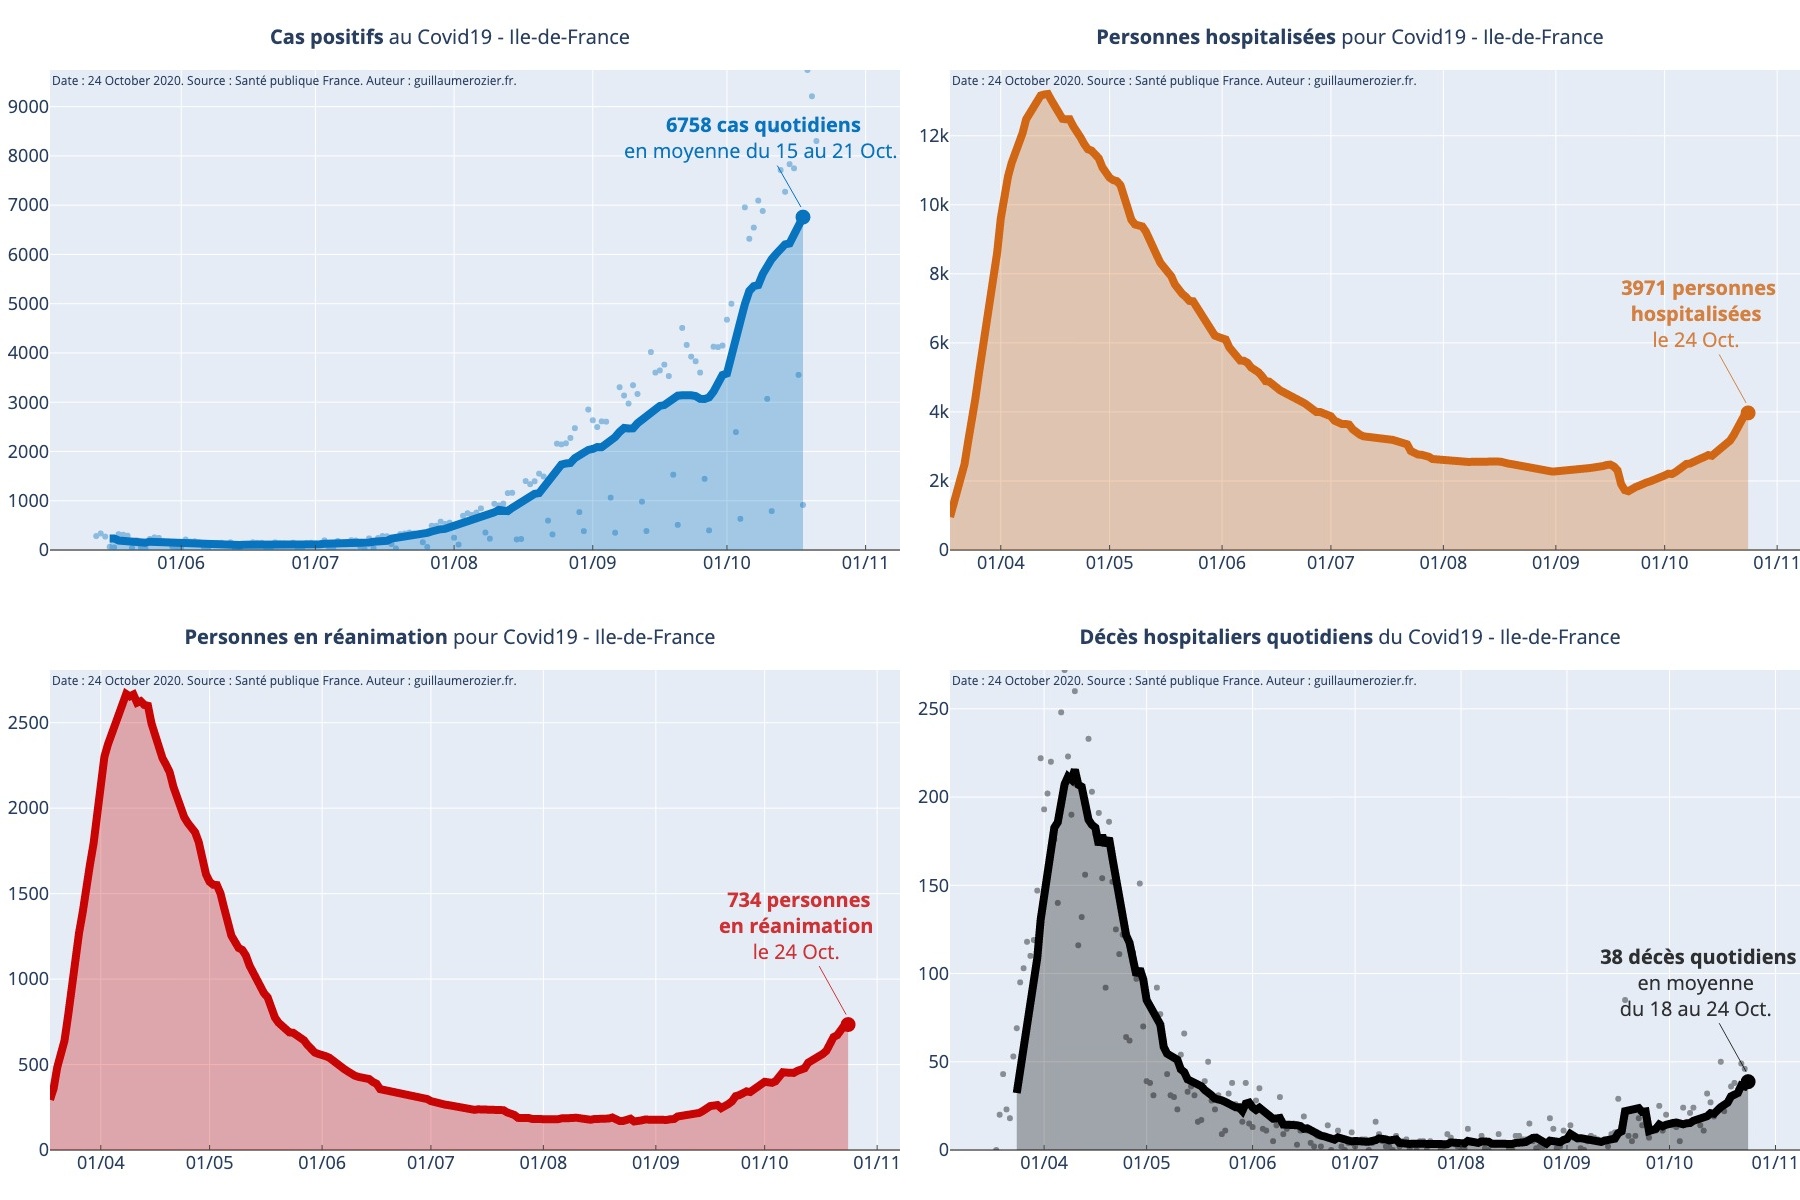 Cas positifs au Covid19 - Ile-de-France
Date : 24 October 2020. Source : Santé publique France. Auteur : guillaumerozier.fr.
9000
8000
7000
6000
5000
4000
3000
2000
1000
0
6758 cas quotidiens
en moyenne du 15 au 21 Oct.
01/06 01/07 01/08 01/09 01/10 01/11
Personnes hospitalisées pour Covid19 - Ile-de-France
Date : 24 October 2020. Source : Santé publique France. Auteur : guillaumerozier.fr.
12k
10k
8k
6k
4k
2k
0
3971 personnes
hospitalisées
le 24 Oct.
01/04 01/05 01/06 01/07 01/08 01/09 01/10 01/11
Personnes en réanimation pour Covid19 - Ile-de-France
Date : 24 October 2020. Source : Santé publique France. Auteur : guillaumerozier.fr.
2500
2000
1500
1000
500
0
734 personnes
en réanimation
le 24 Oct.
01/04 01/05 01/06 01/07 01/08 01/09 01/10 01/11
Décès hospitaliers quotidiens du Covid19 - Ile-de-France
Date : 24 October 2020. Source : Santé publique France. Auteur : guillaumerozier.fr.
250
200
150
100
50
0
38 décès quotidiens
en moyenne
du 18 au 24 Oct.
01/04 01/05 01/06 01/07 01/08 01/09 01/10 01/11